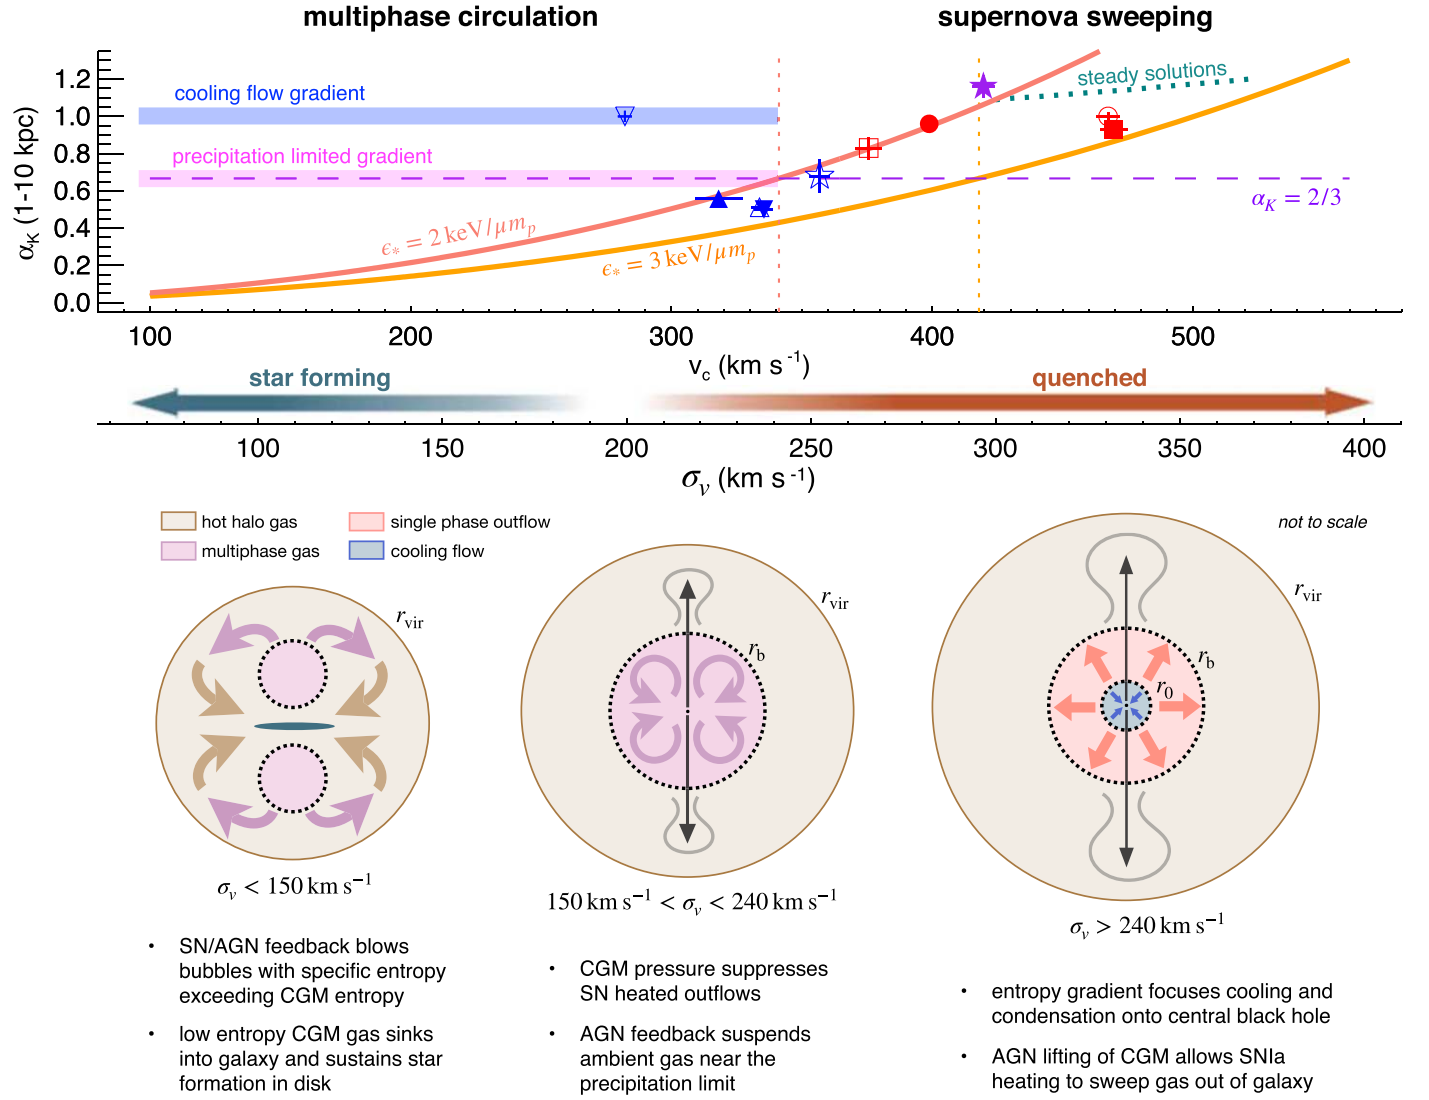 multiphase circulation
supernova sweeping
α_K (1-10 kpc)
1.2
1.0
0.8
0.6
0.4
0.2
0.0
cooling flow gradient
precipitation limited gradient
steady solutions
α_K = 2/3
ϵ_* = 2 keV/μm_p
ϵ_* = 3 keV/μm_p
100
200
300
400
500
v_c (km s⁻¹)
star forming
quenched
100
150
200
250
300
350
400
σ_v (km s⁻¹)
hot halo gas
single phase outflow
multiphase gas
cooling flow
not to scale
r_vir
r_vir
r_b
r_vir
r_b
r_0
σ_v < 150 km s⁻¹
150 km s⁻¹ < σ_v < 240 km s⁻¹
σ_v > 240 km s⁻¹
• SN/AGN feedback blows
bubbles with specific entropy
exceeding CGM entropy
• low entropy CGM gas sinks
into galaxy and sustains star
formation in disk
• CGM pressure suppresses
SN heated outflows
• AGN feedback suspends
ambient gas near the
precipitation limit
• entropy gradient focuses cooling and
condensation onto central black hole
• AGN lifting of CGM allows SNIa
heating to sweep gas out of galaxy